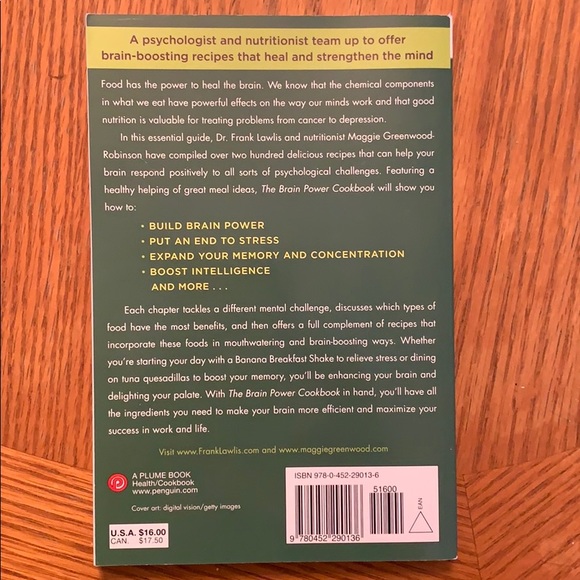 A psychologist and nutritionist team up to offer
brain-boosting recipes that heal and strengthen the mind
Food has the power to heal the brain. We know that the chemical components
in what we eat have powerful effects on the way our minds work and that good
nutrition is valuable for treating problems from cancer to depression.
In this essential guide, Dr. Frank Lawlis and nutritionist Maggie Greenwood-
Robinson have compiled over two hundred delicious recipes that can help your
brain respond positively to all sorts of psychological challenges. Featuring a
healthy helping of great meal ideas, The Brain Power Cookbook will show you
how to:
• BUILD BRAIN POWER
• PUT AN END TO STRESS
• EXPAND YOUR MEMORY AND CONCENTRATION
• BOOST INTELLIGENCE
AND MORE . . .
Each chapter tackles a different mental challenge, discusses which types of
food have the most benefits, and then offers a full complement of recipes that
incorporate these foods in mouthwatering and brain-boosting ways. Whether
you're starting your day with a Banana Breakfast Shake to relieve stress or dining
on tuna quesadillas to boost your memory, you'll be enhancing your brain and
delighting your palate. With The Brain Power Cookbook in hand, you'll have all
the ingredients you need to make your brain more efficient and maximize your
success in work and life.
Visit www.FrankLawlis.com and www.maggiegreenwood.com
A PLUME BOOK
Health/Cookbook
www.penguin.com
Cover art: digital vision/getty images
U.S.A. $16.00
CAN. $17.50
ISBN 978-0-452-29013-6
51600
9 780452 290136
EAN